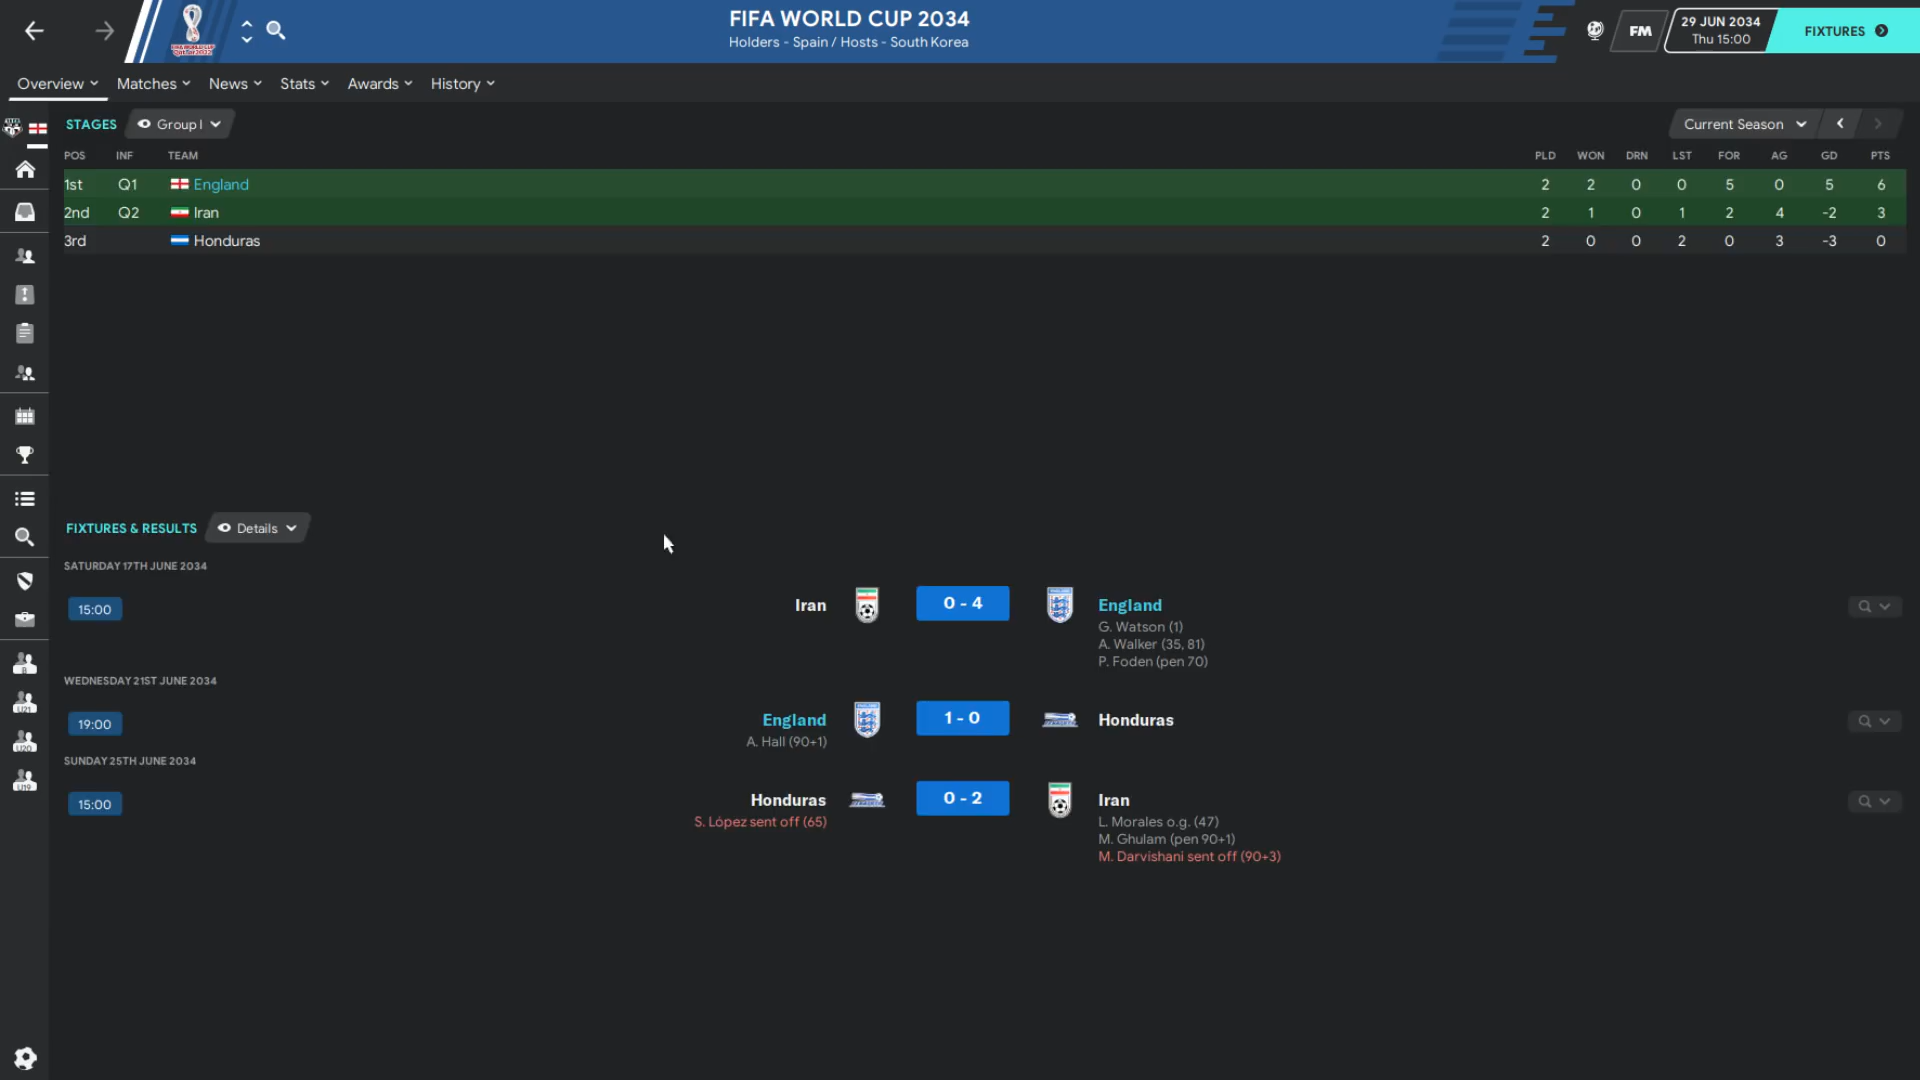 FIFA WORLD CUP 2034
Holders - Spain / Hosts - South Korea
FM
29 JUN 2034
Thu 15:00
FIXTURES
Overview
Matches
News
Stats
Awards
History
STAGES
Group I
Current Season
POS INF TEAM PLD WON DRN LST FOR AG GD PTS
1st Q1 England 2 2 0 0 5 0 5 6
2nd Q2 Iran 2 1 0 1 2 4 -2 3
3rd Honduras 2 0 0 2 0 3 -3 0
FIXTURES & RESULTS
Details
SATURDAY 17TH JUNE 2034
15:00 Iran 0 - 4 England
G. Watson (1)
A. Walker (35, 81)
P. Foden (pen 70)
WEDNESDAY 21ST JUNE 2034
19:00 England 1 - 0 Honduras
A. Hall (90+1)
SUNDAY 25TH JUNE 2034
15:00 Honduras 0 - 2 Iran
S. López sent off (65)
L. Morales o.g. (47)
M. Ghulam (pen 90+1)
M. Darvishani sent off (90+3)
B
U21
U20
U19